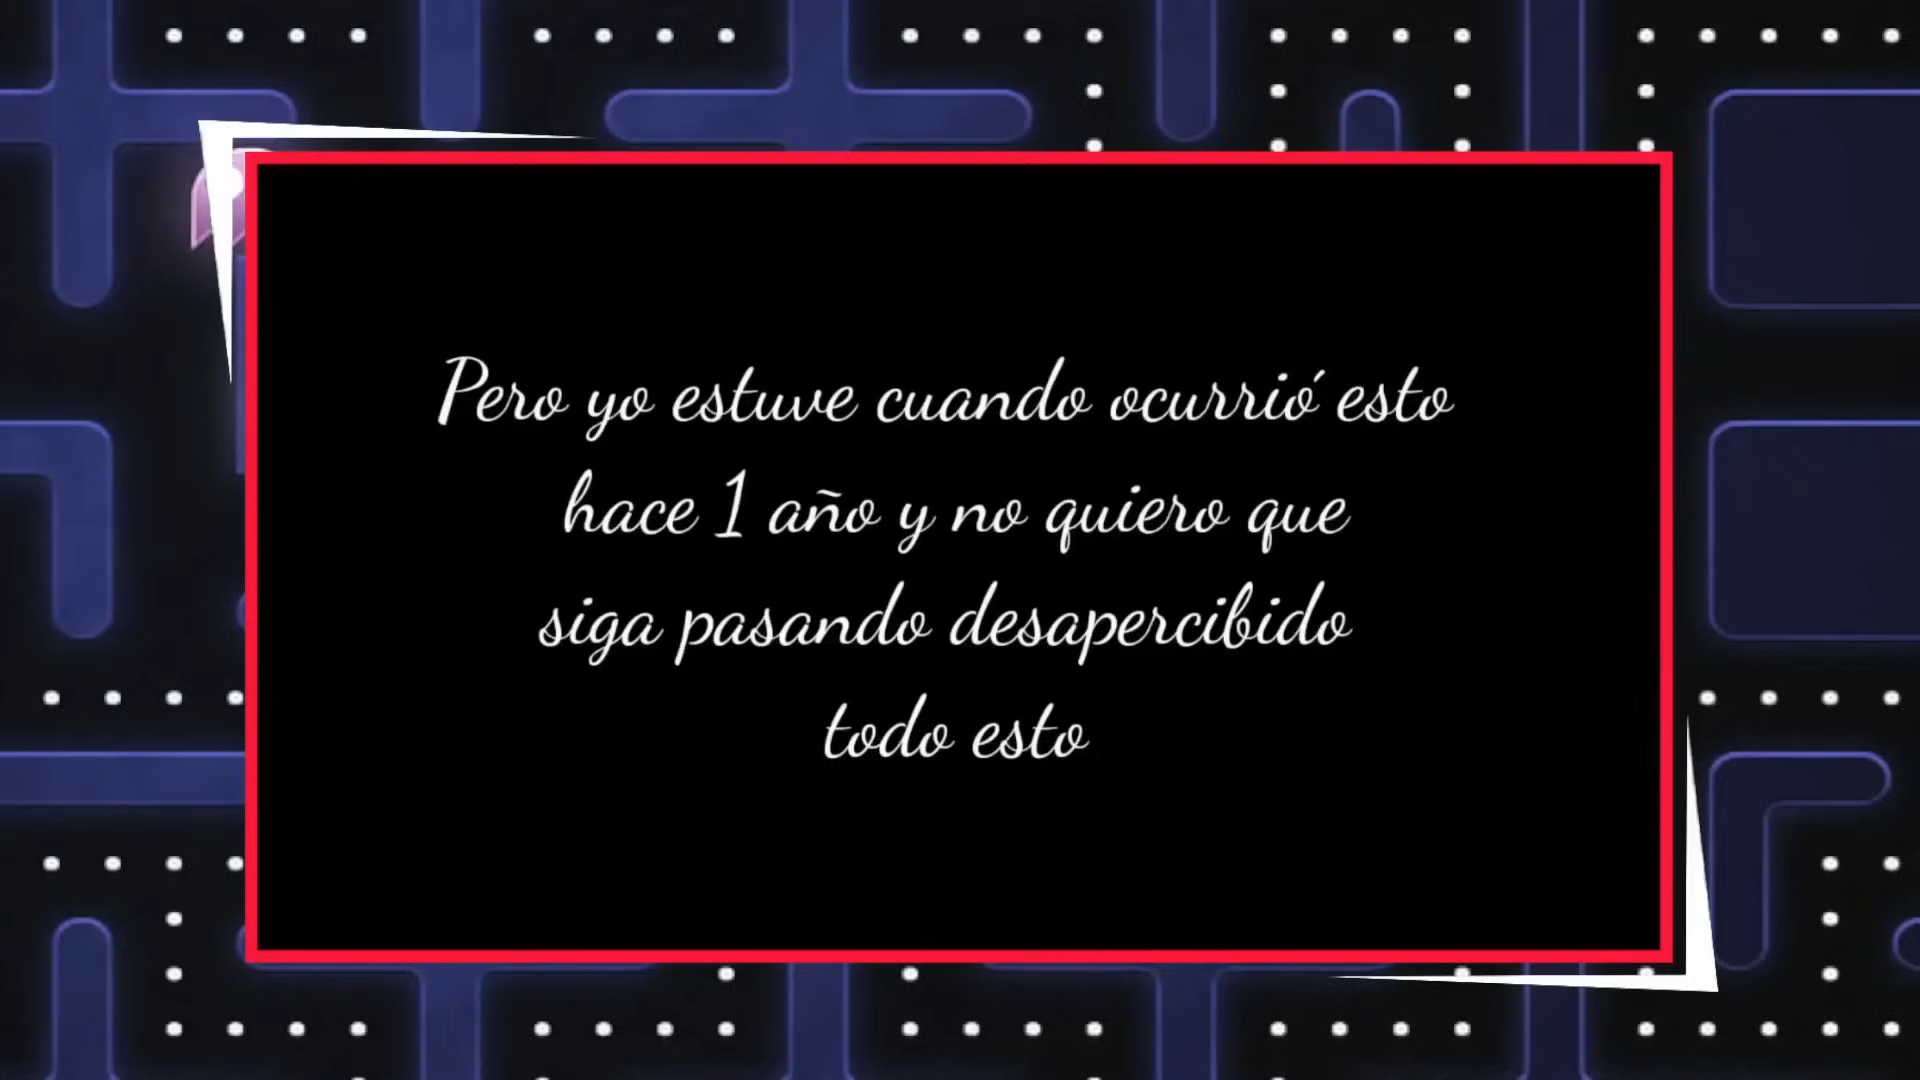 Pero yo estuve cuando ocurrió esto
hace 1 año y no quiero que
siga pasando desapercibido
todo esto